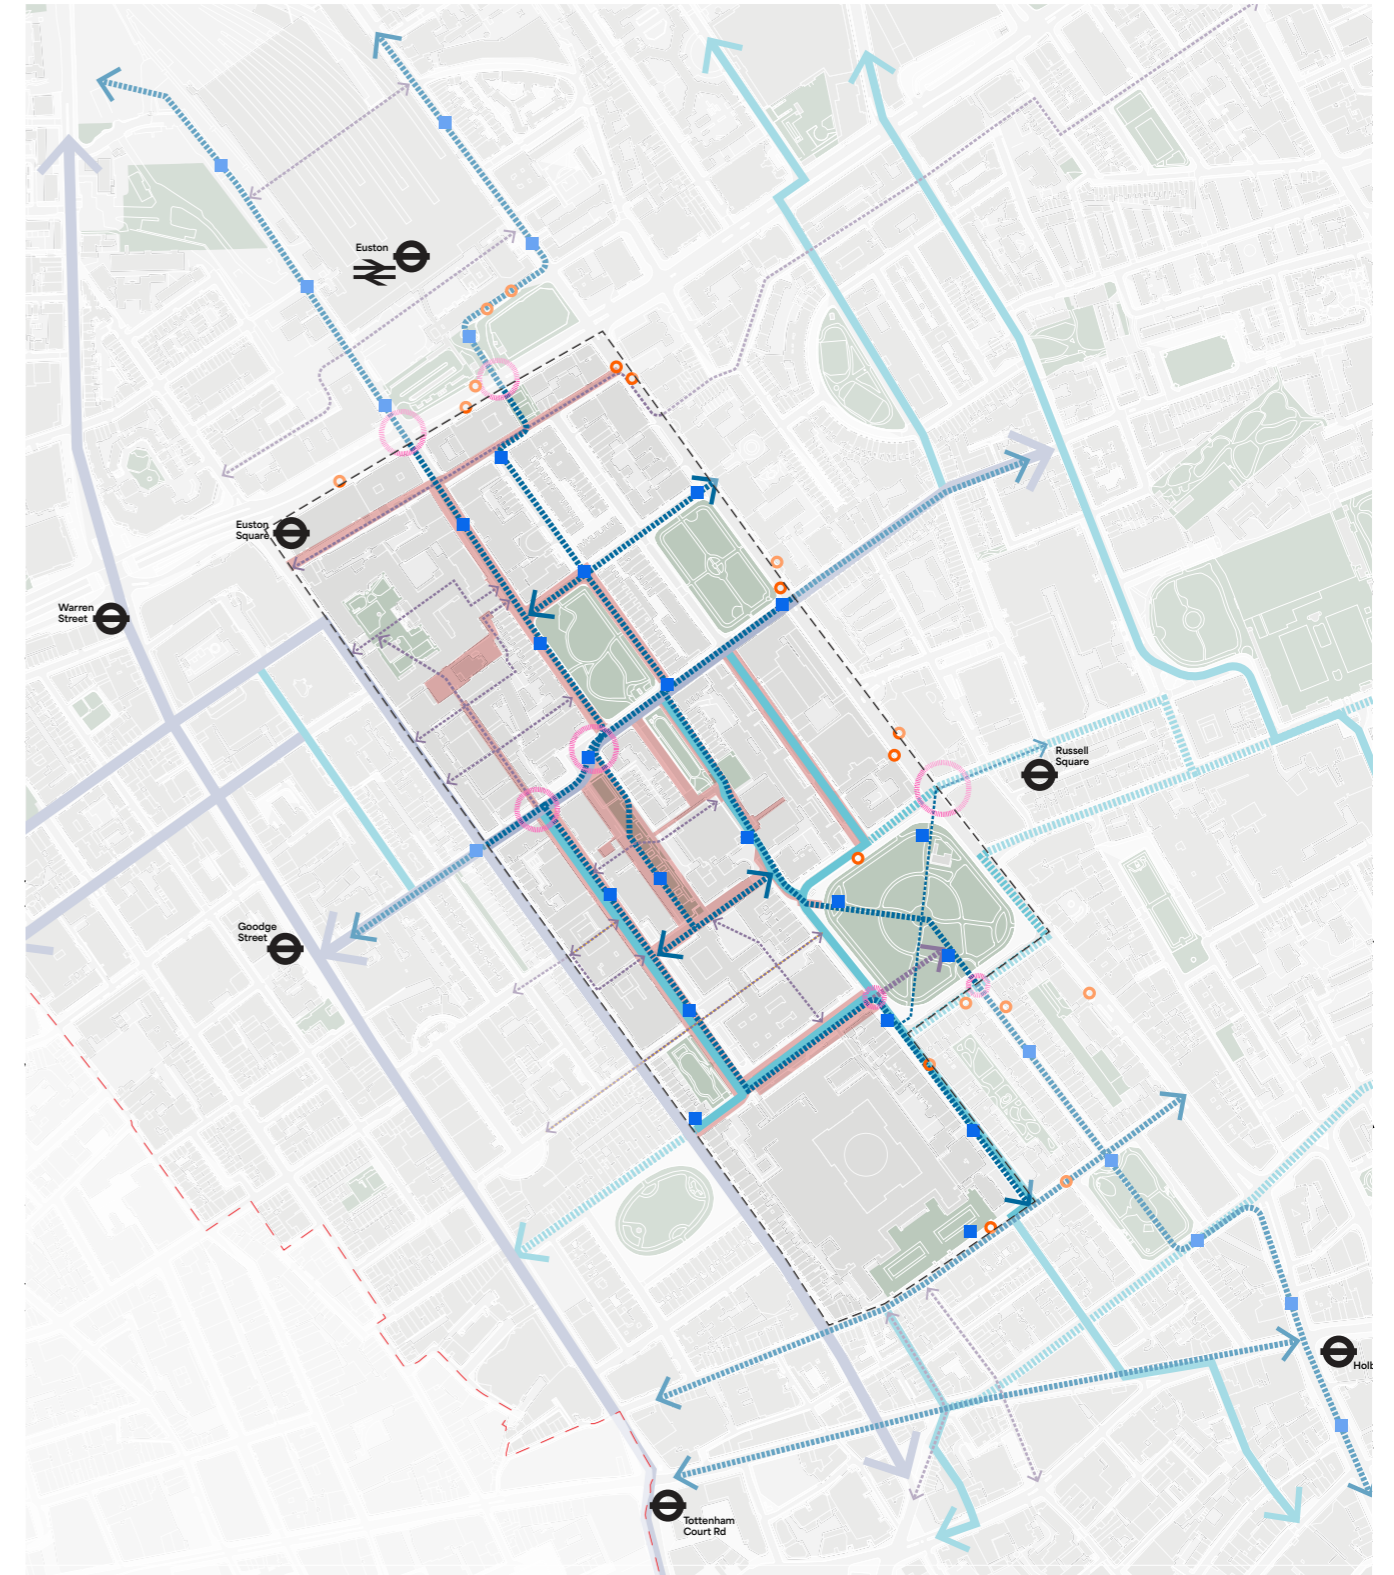 Euston
Euston
Square
Warren
Street
Russell
Square
Goodge
Street
Holb
Tottenham
Court Rd